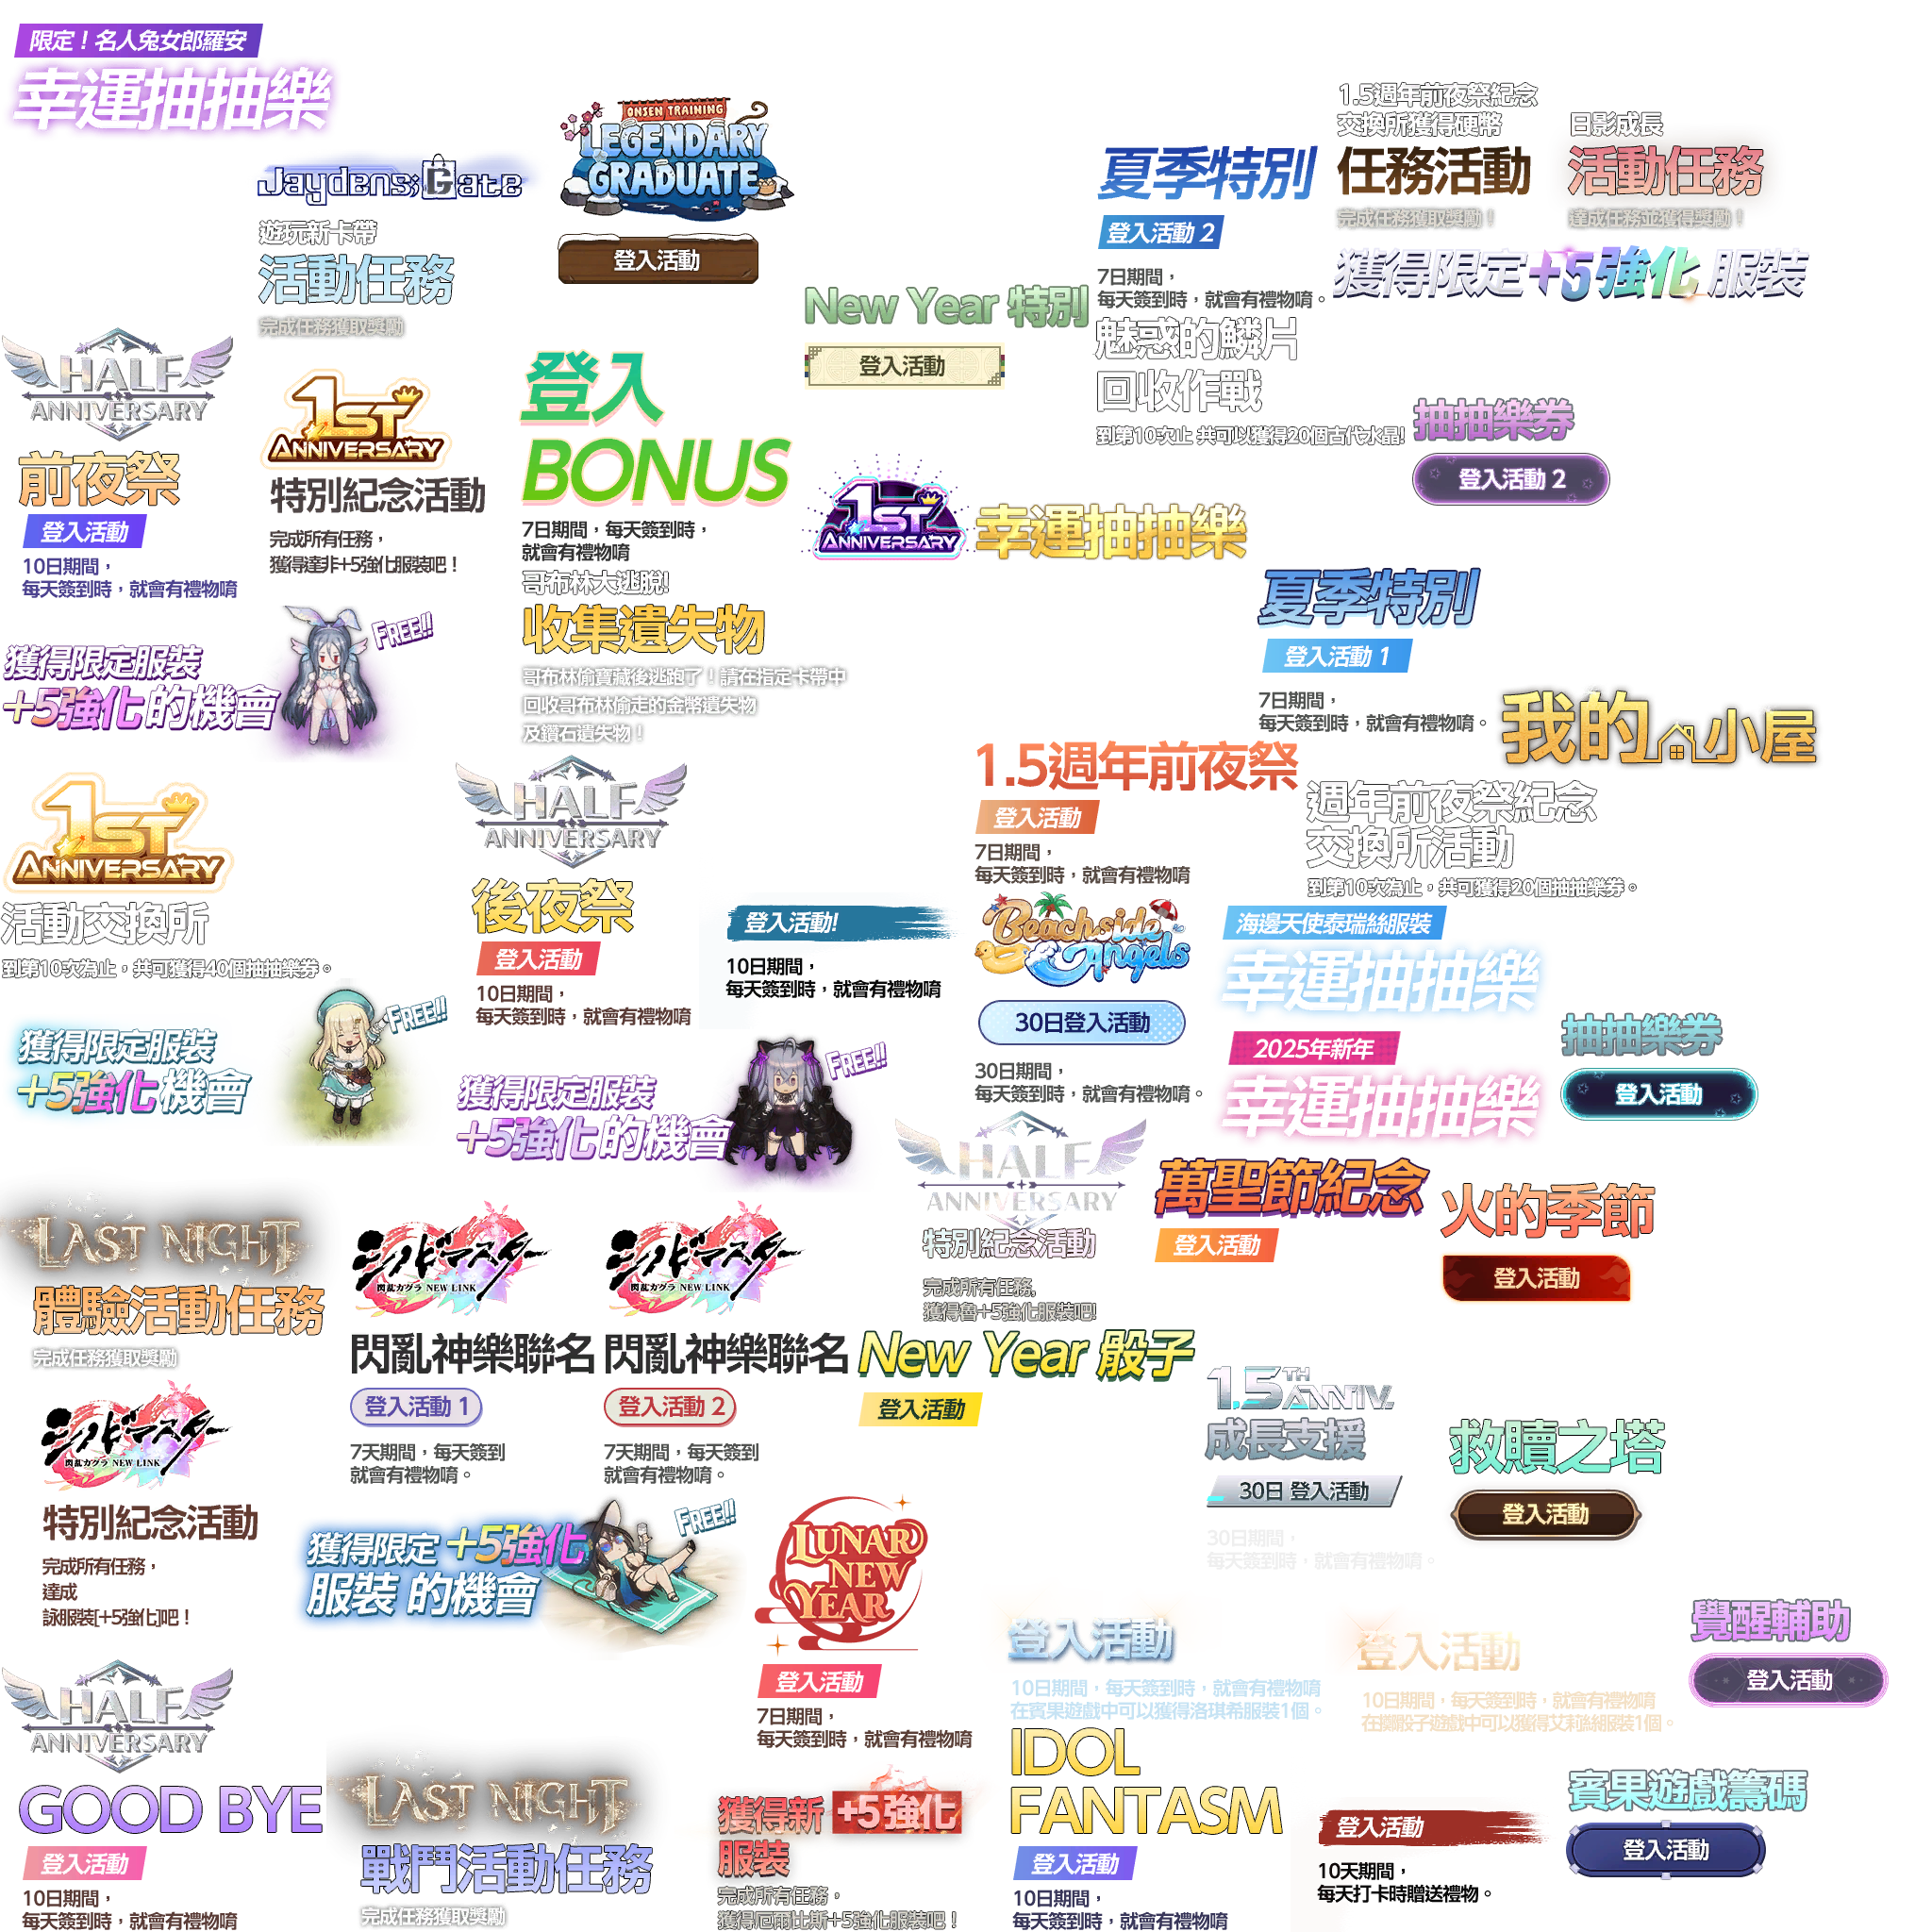 限定！名人兔女郎羅安
幸運抽抽樂
Jaydens;Gate
遊玩新卡帶
活動任務
完成任務獲取獎勵
ONSEN TRAINING
LEGENDARY
GRADUATE
登入活動
New Year 特別
登入活動
夏季特別
登入活動 2
7日期間，
每天簽到時，就會有禮物唷。
1.5週年前夜祭紀念
交換所獲得硬幣
任務活動
完成任務獲取獎勵！
日影成長
活動任務
達成任務並獲得獎勵！
獲得限定+5強化 服裝
魅惑的鱗片
回收作戰
到第10次止 共可以獲得20個古代水晶!
抽抽樂券
登入活動 2
HALF
ANNIVERSARY
前夜祭
登入活動
10日期間，
每天簽到時，就會有禮物唷
1ST
ANNIVERSARY
特別紀念活動
完成所有任務，
獲得達非+5強化服裝吧！
登入
BONUS
7日期間，每天簽到時，
就會有禮物唷
哥布林大逃脫!
收集遺失物
哥布林偷寶藏後逃跑了！請在指定卡帶中
回收哥布林偷走的金幣遺失物
及鑽石遺失物！
1ST
ANNIVERSARY
幸運抽抽樂
夏季特別
登入活動 1
7日期間，
每天簽到時，就會有禮物唷。
我的小屋
獲得限定服裝
+5強化 的機會
FREE!!
1ST
ANNIVERSARY
活動交換所
到第10次為止，共可獲得40個抽抽樂券。
HALF
ANNIVERSARY
後夜祭
登入活動
10日期間，
每天簽到時，就會有禮物唷
登入活動!
10日期間，
每天簽到時，就會有禮物唷
1.5週年前夜祭
登入活動
7日期間，
每天簽到時，就會有禮物唷
週年前夜祭紀念
交換所活動
到第10次為止，共可獲得20個抽抽樂券。
Beachside
Angels
30日登入活動
30日期間，
每天簽到時，就會有禮物唷。
海邊天使泰瑞絲服裝
幸運抽抽樂
2025年新年
幸運抽抽樂
抽抽樂券
登入活動
獲得限定服裝
+5強化 機會
FREE!!
獲得限定服裝
+5強化 的機會
FREE!!
HALF
ANNIVERSARY
特別紀念活動
完成所有任務,
獲得魯+5強化服裝吧!
萬聖節紀念
登入活動
火的季節
登入活動
LAST NIGHT
體驗活動任務
完成任務獲取獎勵
シノビマスター
閃乱カグラ NEW LINK
閃亂神樂聯名
登入活動 1
7天期間，每天簽到
就會有禮物唷。
シノビマスター
閃乱カグラ NEW LINK
閃亂神樂聯名
登入活動 2
7天期間，每天簽到
就會有禮物唷。
New Year 骰子
登入活動
1.5TH ANNIV.
成長支援
30日 登入活動
30日期間，
每天簽到時，就會有禮物唷。
救贖之塔
登入活動
シノビマスター
閃乱カグラ NEW LINK
特別紀念活動
完成所有任務，
達成
詠服裝[+5強化]吧！
獲得限定 +5強化
服裝 的機會
FREE!!
LUNAR
NEW
YEAR
登入活動
7日期間，
每天簽到時，就會有禮物唷
登入活動
10日期間，每天簽到時，就會有禮物唷
在賓果遊戲中可以獲得洛琪希服裝1個。
登入活動
10日期間，每天簽到時，就會有禮物唷
在擲骰子遊戲中可以獲得艾莉絲服裝1個。
覺醒輔助
登入活動
HALF
ANNIVERSARY
GOOD BYE
登入活動
10日期間，
每天簽到時，就會有禮物唷
LAST NIGHT
戰鬥活動任務
完成任務獲取獎勵
獲得新 +5強化
服裝
完成所有任務，
獲得厄爾比斯+5強化服裝吧！
IDOL
FANTASM
登入活動
10日期間，
每天簽到時，就會有禮物唷
登入活動
10天期間，
每天打卡時贈送禮物。
賓果遊戲籌碼
登入活動